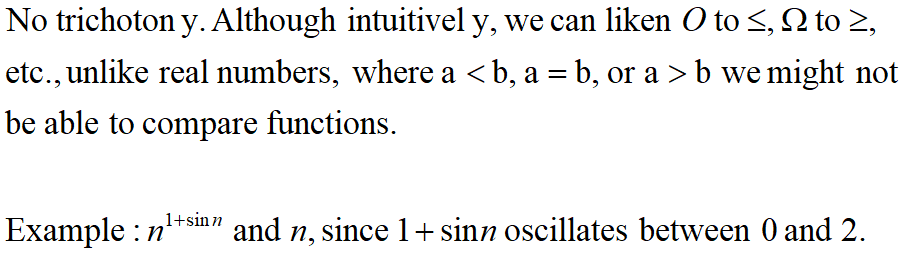 No trichoton y. Although intuitivel y, we can liken O to ≤, Ω to ≥,
etc., unlike real numbers, where a < b, a = b, or a > b we might not
be able to compare functions.
Example : n^{1+sin n} and n, since 1+ sin n oscillates between 0 and 2.